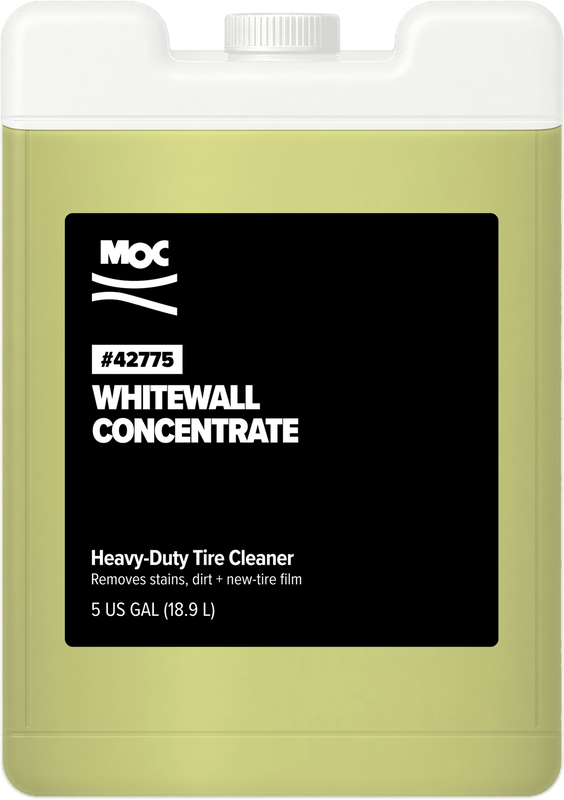 MOC
#42775
WHITEWALL
CONCENTRATE
Heavy-Duty Tire Cleaner
Removes stains, dirt + new-tire film
5 US GAL (18.9 L)